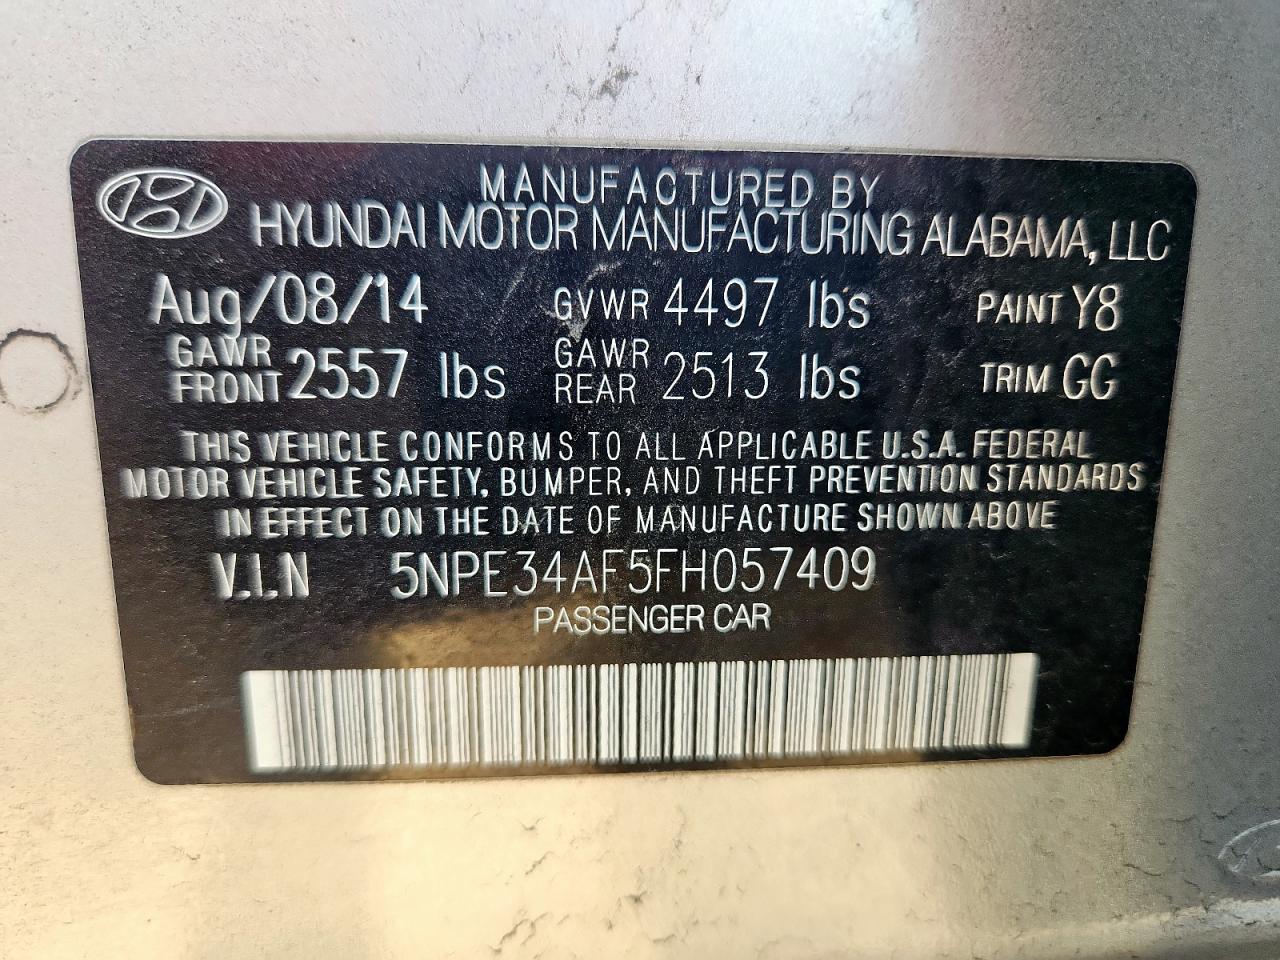 MANUFACTURED BY
HYUNDAI MOTOR MANUFACTURING ALABAMA, LLC
Aug/08/14 GVWR 4497 lbs PAINT Y8
GAWR FRONT 2557 lbs GAWR REAR 2513 lbs TRIM GG
THIS VEHICLE CONFORMS TO ALL APPLICABLE U.S.A. FEDERAL
MOTOR VEHICLE SAFETY, BUMPER, AND THEFT PREVENTION STANDARDS
IN EFFECT ON THE DATE OF MANUFACTURE SHOWN ABOVE
V.I.N 5NPE34AF5FH057409
PASSENGER CAR